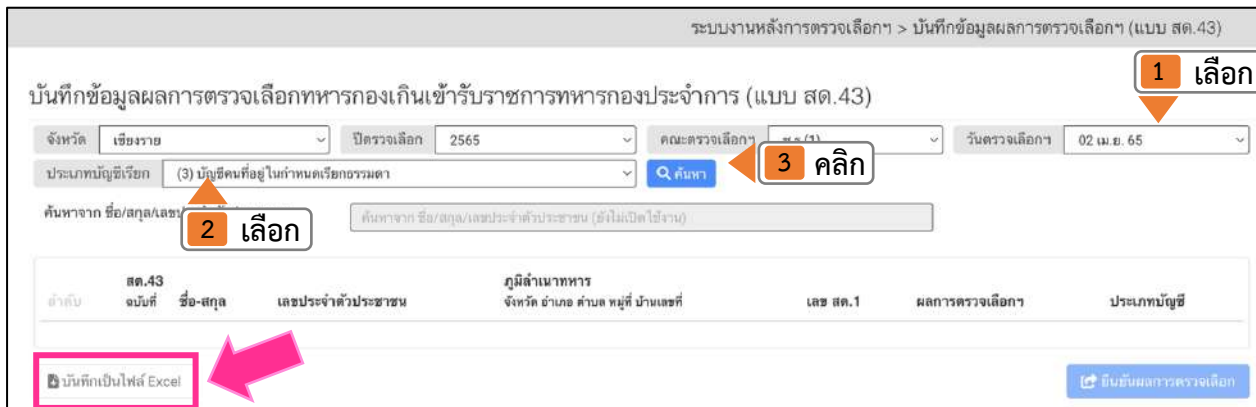 ระบบงานหลังการตรวจเลือกฯ > บันทึกข้อมูลผลการตรวจเลือกฯ (แบบ สด.43)
1 เลือก
บันทึกข้อมูลผลการตรวจเลือกทหารกองเกินเข้ารับราชการทหารกองประจำการ (แบบ สด.43)
จังหวัด เชียงราย ปีตรวจเลือก 2565 คณะตรวจเลือกฯ วันตรวจเลือกฯ 02 เม.ย. 65
ประเภทบัญชีเรียก (3) บัญชีคนที่อยู่ในกำหนดเรียกธรรมดา ค้นหา 3 คลิก
ค้นหาจาก ชื่อ/สกุล/ ค้นหาจาก ชื่อ/สกุล/เลขประจำตัวประชาชน (ยังไม่เปิดใช้งาน)
2 เลือก
ลำดับ สด.43 ฉบับที่ ชื่อ-สกุล เลขประจำตัวประชาชน ภูมิลำเนาทหาร จังหวัด อำเภอ ตำบล หมู่ที่ บ้านเลขที่ เลข สด.1 ผลการตรวจเลือกฯ ประเภทบัญชี
บันทึกเป็นไฟล์ Excel ยืนยันผลการตรวจเลือก